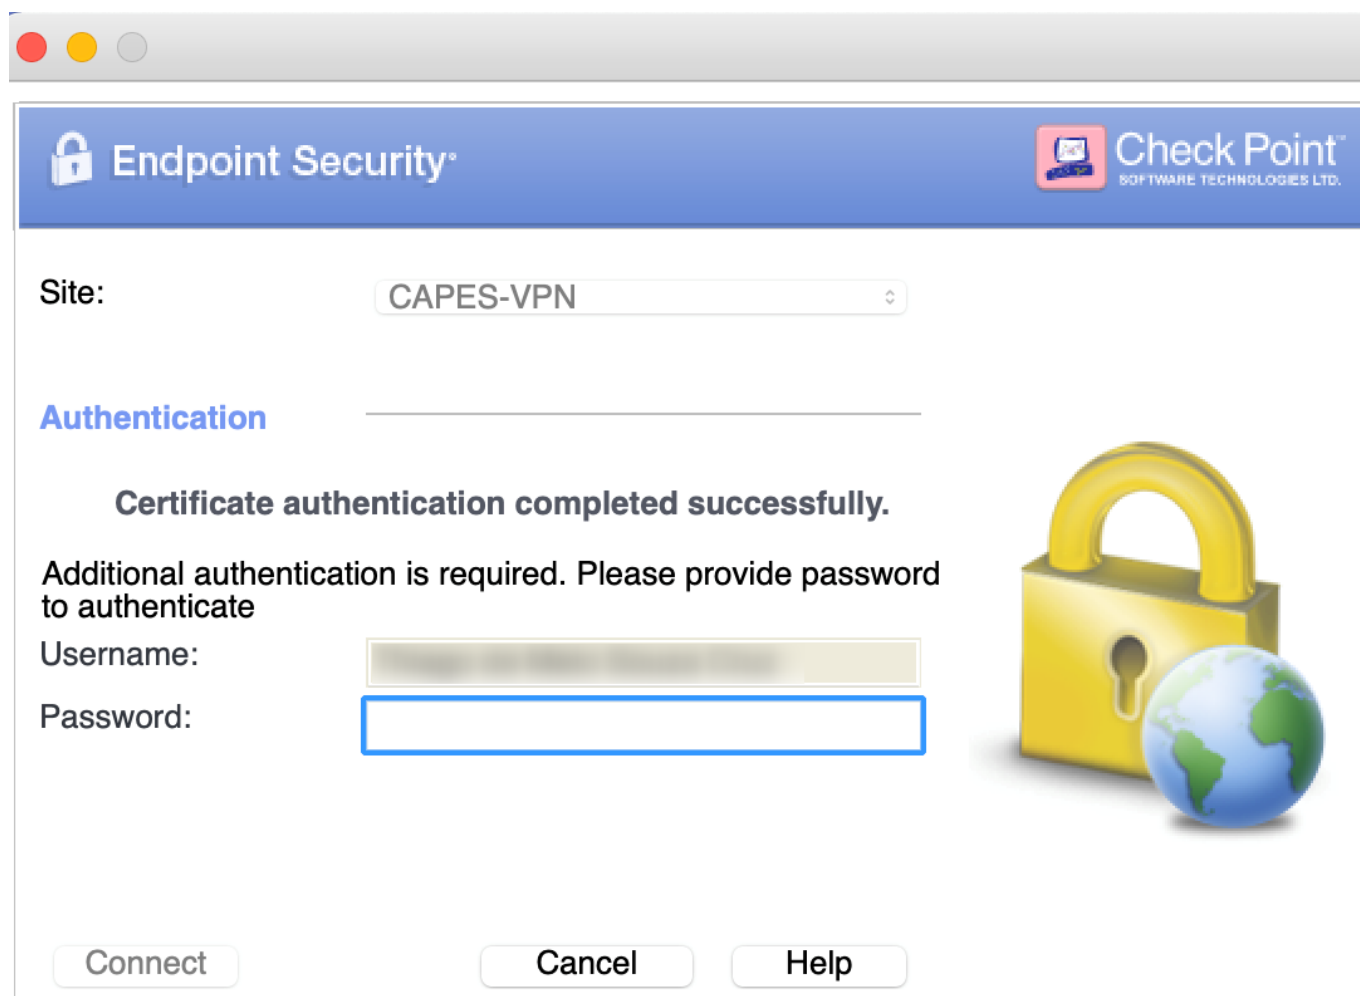 Endpoint Security
Check Point™
SOFTWARE TECHNOLOGIES LTD.
Site:
CAPES-VPN
Authentication
Certificate authentication completed successfully.
Additional authentication is required. Please provide password
to authenticate
Username:
Password:
Connect
Cancel
Help